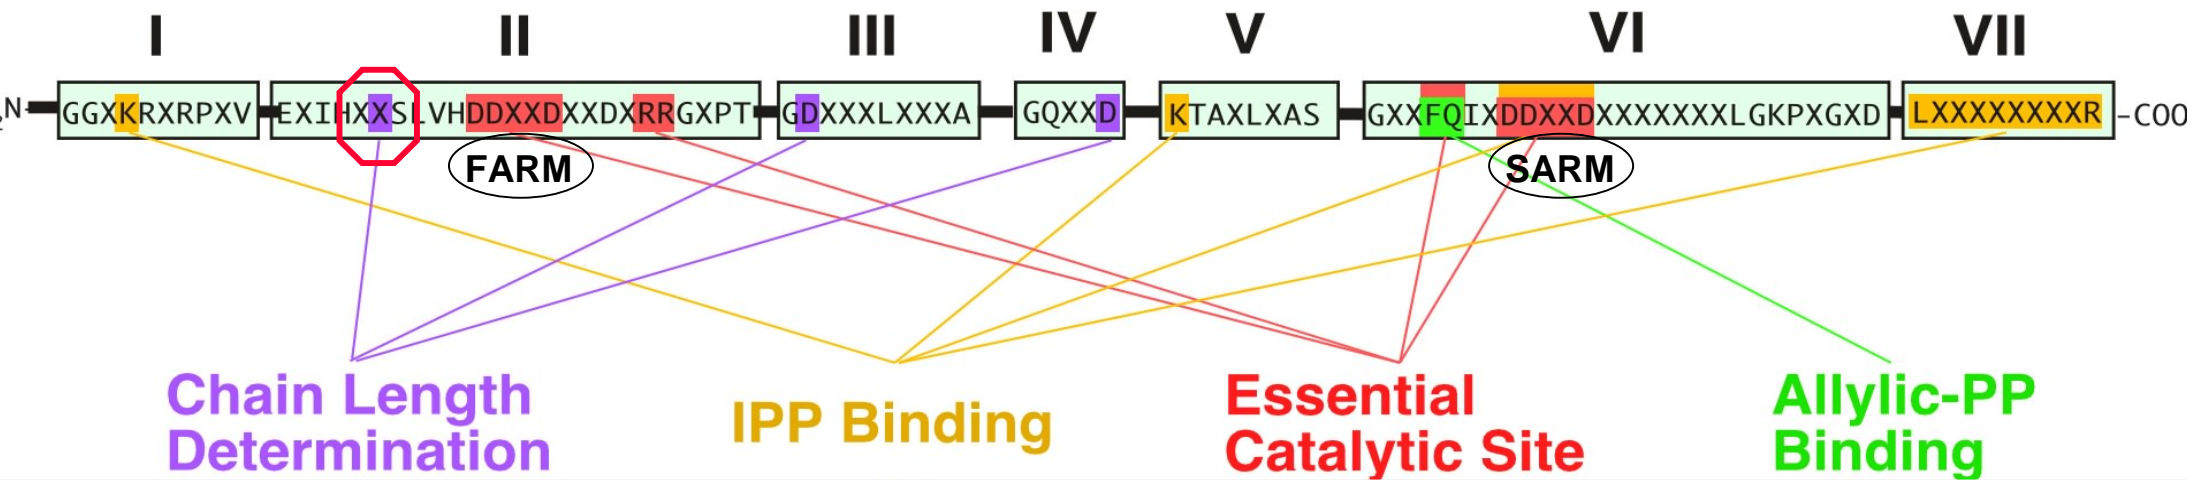 I II III IV V VI VII
N GGXKRXRPXV EXIHXXSLVHDDXXDXXDXRRGXPT GDXXXLXXXA GQXXD KTAXLXAS GXXFQIXDDXXDXXXXXXXLGKPXGXD LXXXXXXXXR -COO
FARM SARM
Chain Length
Determination
IPP Binding
Essential
Catalytic Site
Allylic-PP
Binding